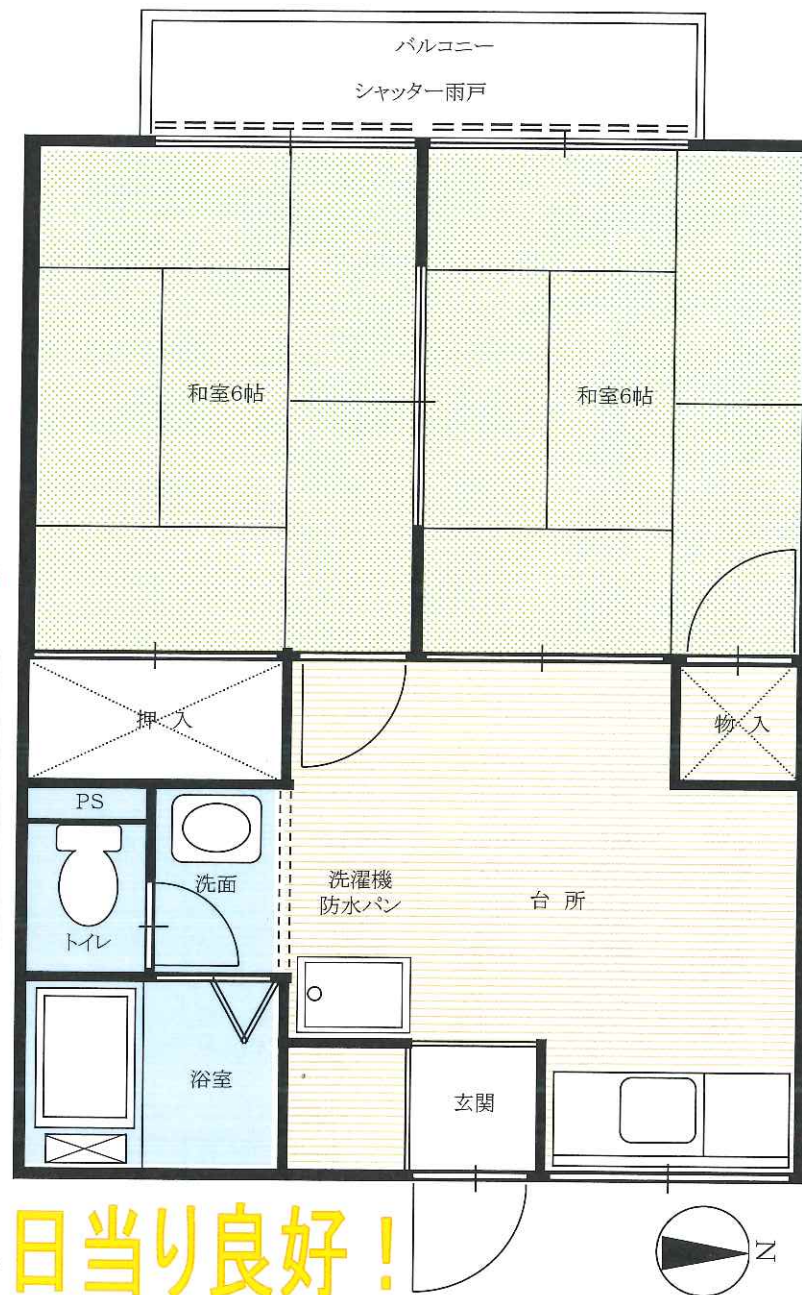 バルコニー
シャッター雨戸
和室6帖
和室6帖
押 入
物 入
PS
洗面
洗濯機
防水パン
台 所
トイレ
浴室
玄関
日当り良好！
N